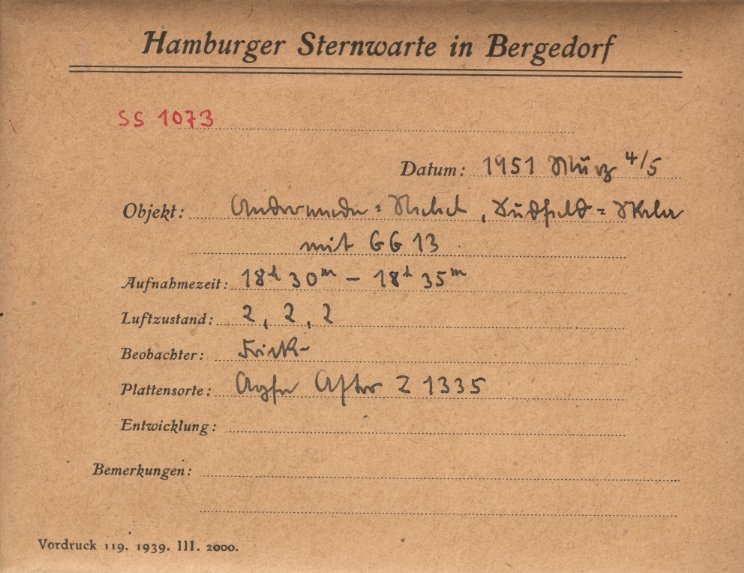 Hamburger Sternwarte in Bergedorf
SS 1073
Datum: 1951 März 4/5
Objekt: Andromeda-Nebel, Südfeld-Skala
mit GG 13
Aufnahmezeit: 18h 30m – 18h 35m
Luftzustand: 2, 2, 2
Beobachter:
Plattensorte: Agfa Astro Z 1335
Entwicklung:
Bemerkungen:
Vordruck 119. 1939. III. 2000.